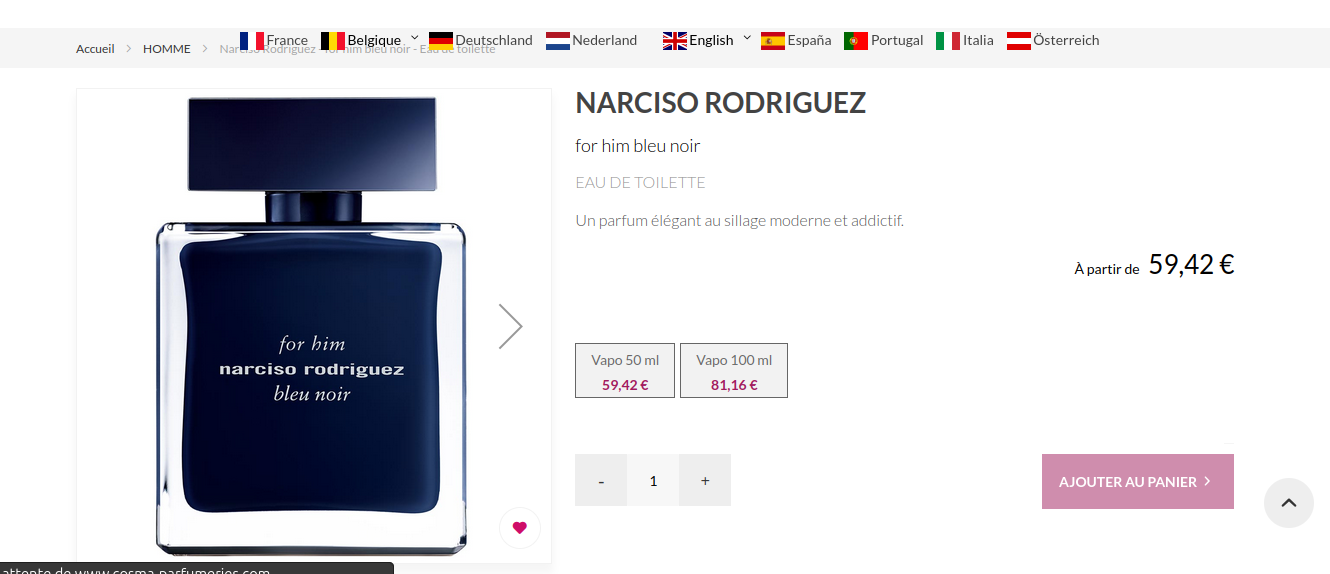 France Belgique Deutschland Nederland English España Portugal Italia Österreich
Accueil > HOMME > Narciso Rodriguez - for him bleu noir - Eau de toilette
NARCISO RODRIGUEZ
for him bleu noir
EAU DE TOILETTE
Un parfum élégant au sillage moderne et addictif.
À partir de 59,42 €
for him
narciso rodriguez
bleu noir
Vapo 50 ml
59,42 €
Vapo 100 ml
81,16 €
- 1 +
AJOUTER AU PANIER >
attente de www.cosma-parfumeries.com